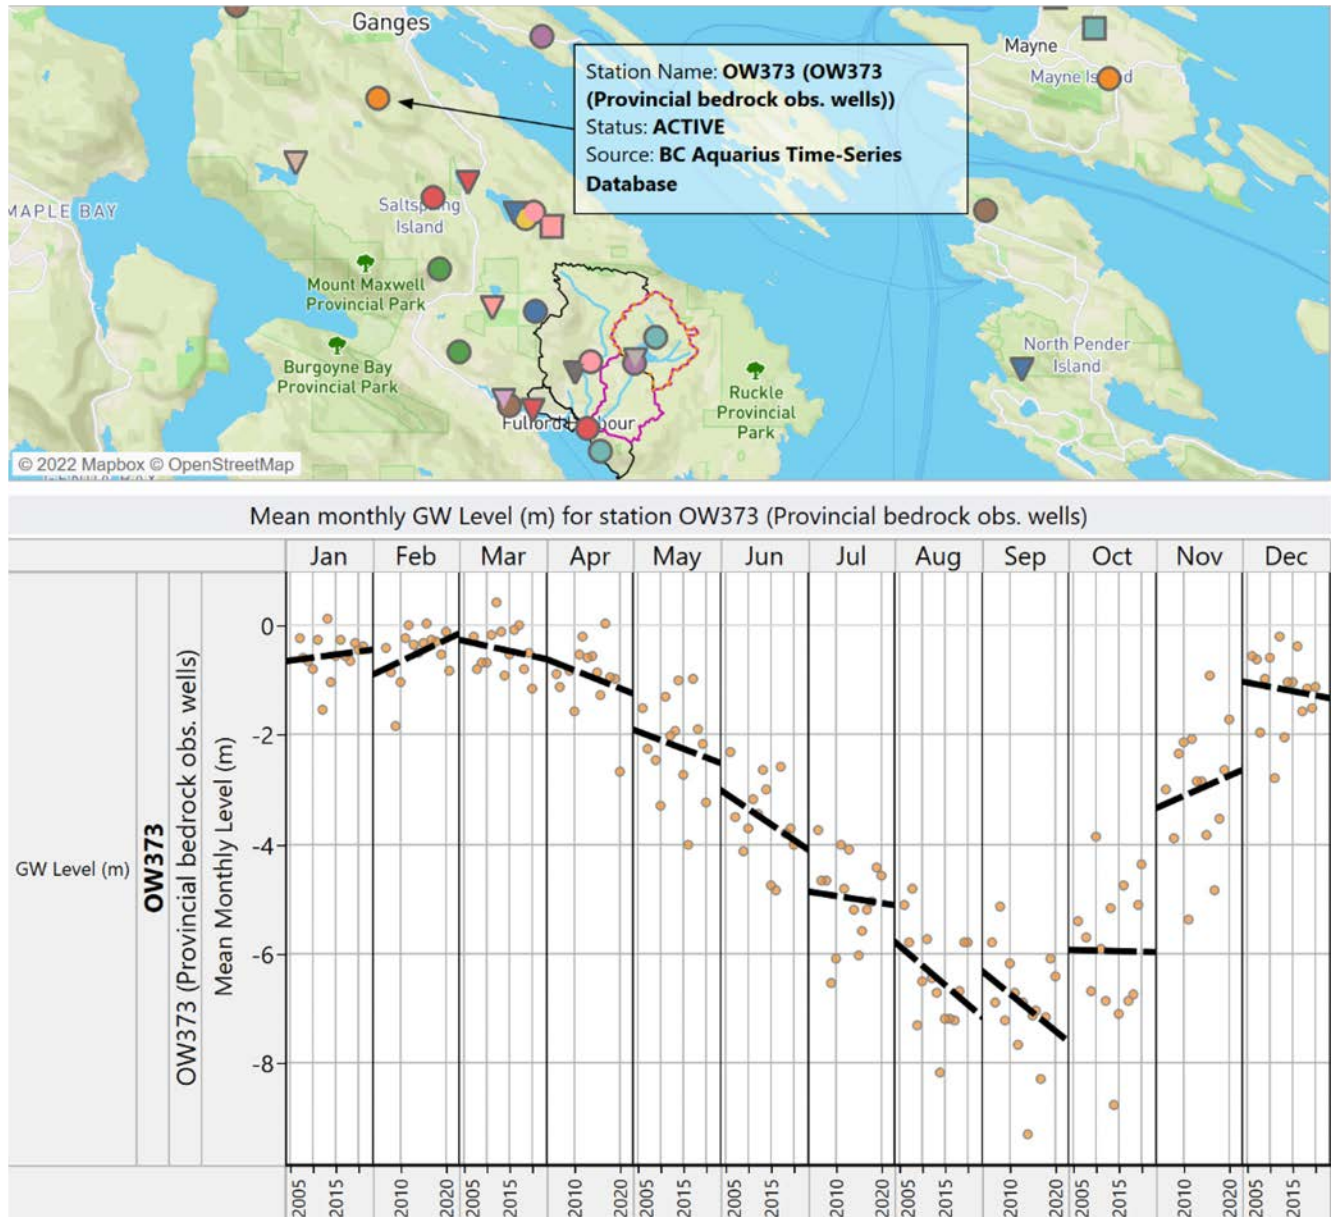 Ganges
Station Name: OW373 (OW373
(Provincial bedrock obs. wells))
Status: ACTIVE
Source: BC Aquarius Time-Series
Database
Mayne
MAPLE BAY
Saltspring
Island
Mount Maxwell
Provincial Park
Burgoyne Bay
Provincial Park
Ruckle
Provincial
Park
North Pender
Island
© 2022 Mapbox © OpenStreetMap
Mean monthly GW Level (m) for station OW373 (Provincial bedrock obs. wells)
Jan Feb Mar Apr May Jun Jul Aug Sep Oct Nov Dec
GW Level (m)
OW373
OW373 (Provincial bedrock obs. wells)
Mean Monthly Level (m)
0
-2
-4
-6
-8
2005 2015 2010 2020 2005 2015 2010 2020 2005 2015 2005 2015 2010 2020 2005 2015 2010 2020 2005 2015 2010 2020 2005 2015